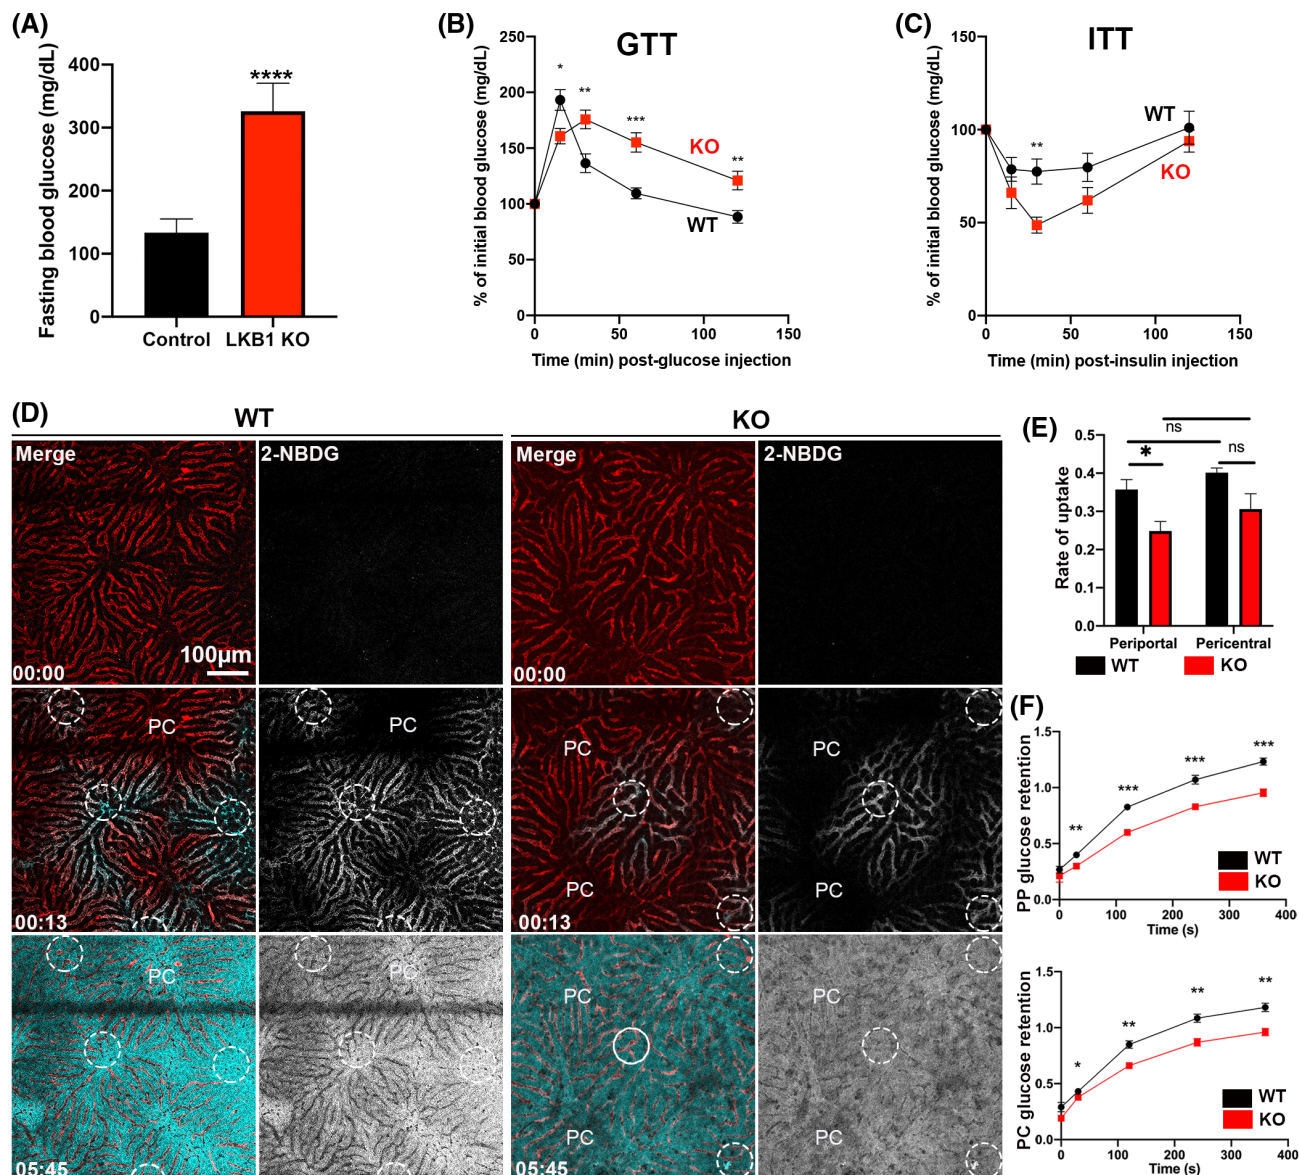 (A)
Fasting blood glucose (mg/dL)
400
300
200
100
0
****
Control
LKB1 KO
(B)
GTT
% of initial blood glucose (mg/dL)
250
200
150
100
50
0
*
**
***
**
KO
WT
0
50
100
150
Time (min) post-glucose injection
(C)
ITT
% of initial blood glucose (mg/dL)
150
100
50
0
**
WT
KO
0
50
100
150
Time (min) post-insulin injection
(D)
WT
KO
Merge
2-NBDG
Merge
2-NBDG
100µm
00:00
00:00
PC
PC
PC
PC
PC
PC
00:13
00:13
PC
PC
PC
PC
PC
PC
05:45
05:45
(E)
Rate of uptake
0.5
0.4
0.3
0.2
0.1
0.0
ns
*
ns
Periportal
Pericentral
WT
KO
(F)
PP glucose retention
1.5
1.0
0.5
0.0
**
***
***
***
WT
KO
0
100
200
300
400
Time (s)
PC glucose retention
1.5
1.0
0.5
0.0
*
**
**
**
WT
KO
0
100
200
300
400
Time (s)